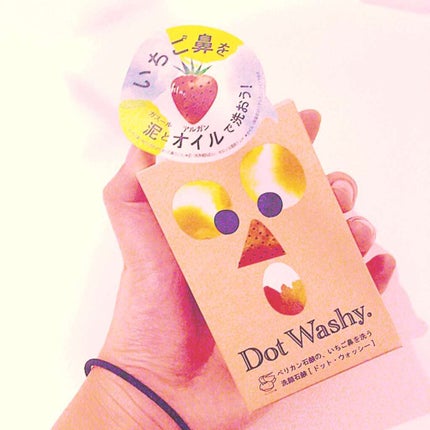 いちご鼻を
ガスール アルガン
泥とオイルで洗おう!
Dot Washy.
ペリカン石鹸の、いちご鼻を洗う
洗顔石鹸 [ ドット・ウォッシー ]